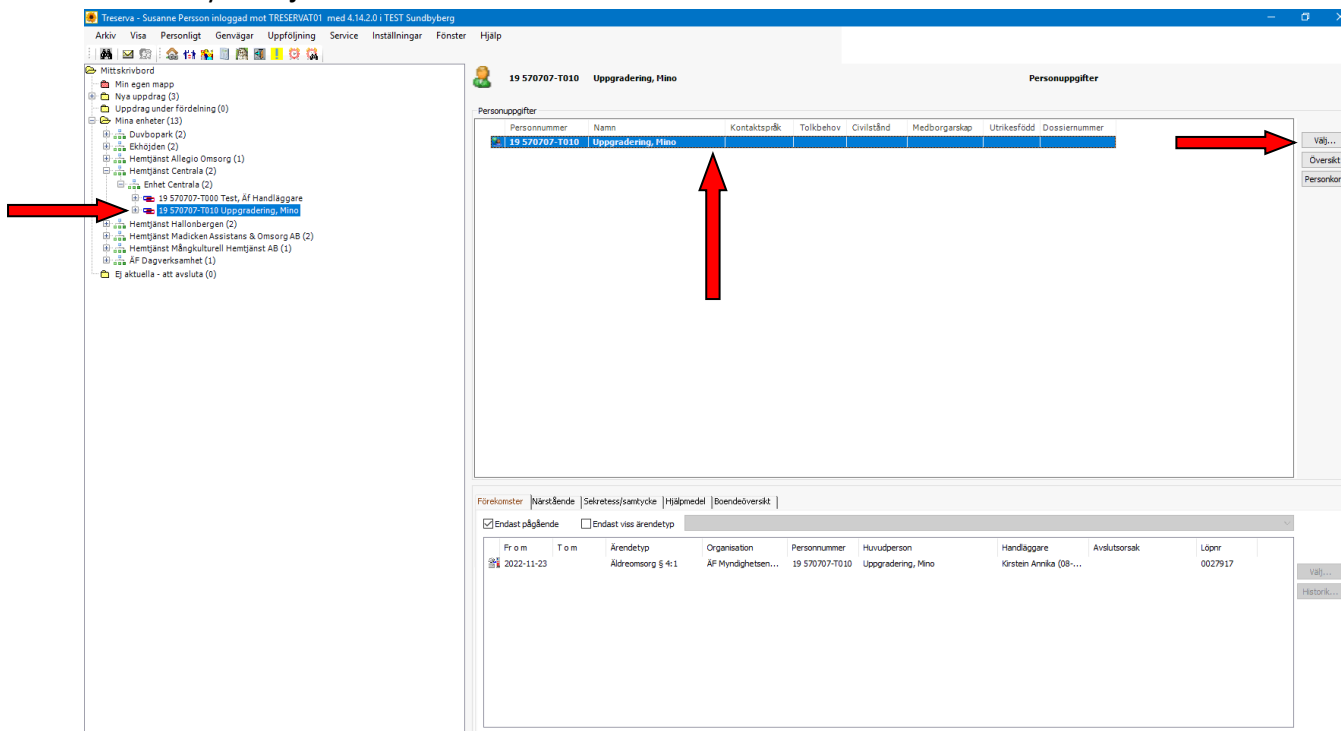 Treserva - Susanne Persson inloggad mot TRESERVAT01 med 4.14.2.0 i TEST Sundbyberg
Arkiv Visa Personligt Genvägar Uppföljning Service Inställningar Fönster Hjälp
Mitt skrivbord
Min egen mapp
Nya uppdrag (3)
Uppdrag under fördelning (0)
Mina enheter (13)
Duvbopark (2)
Ekhöjden (2)
Hemtjänst Allegio Omsorg (1)
Hemtjänst Centrala (2)
Enhet Centrala (2)
19 570707-T000 Test, Äf Handläggare
19 570707-T010 Uppgradering, Mino
Hemtjänst Hallonbergen (2)
Hemtjänst Madicken Assistans & Omsorg AB (2)
Hemtjänst Mångkulturell Hemtjänst AB (1)
ÄF Dagverksamhet (1)
Ej aktuella - att avsluta (0)
19 570707-T010 Uppgradering, Mino Personuppgifter
Personuppgifter
Personnummer Namn Kontaktspråk Tolkbehov Civilstånd Medborgarskap Utrikesfödd Dossiernummer
19 570707-T010 Uppgradering, Mino
Välj...
Översikt
Personkor
Förekomster Närstående Sekretess/samtycke Hjälpmedel Boendeöversikt
Endast pågående Endast viss ärendetyp
Fr o m T o m Ärendetyp Organisation Personnummer Huvudperson Handläggare Avslutsorsak Löpnr
2022-11-23 Äldreomsorg § 4:1 ÄF Myndighetsen... 19 570707-T010 Uppgradering, Mino Kirstein Annika (08-... 0027917
Välj...
Historik...